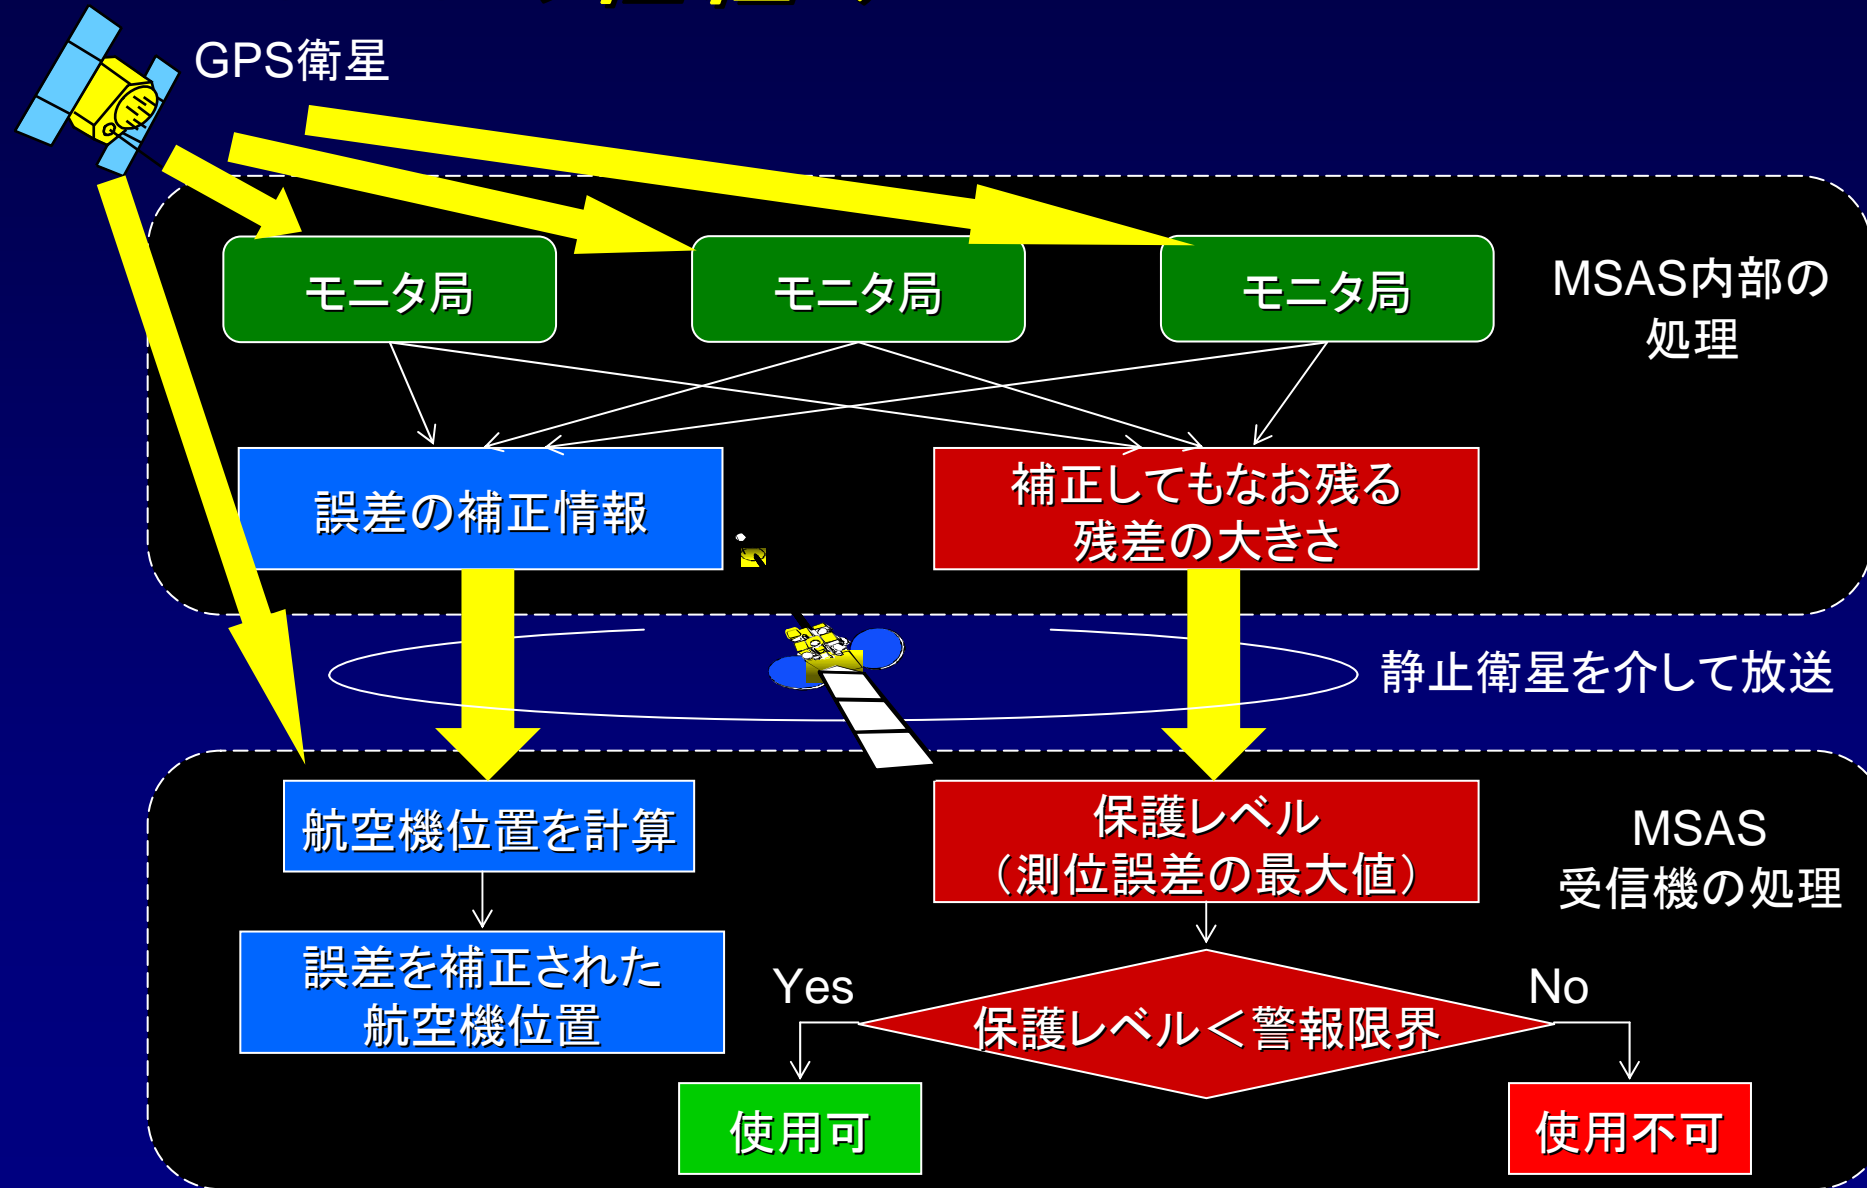 GPS衛星
モニタ局
モニタ局
モニタ局
MSAS内部の
処理
誤差の補正情報
補正してもなお残る
残差の大きさ
静止衛星を介して放送
航空機位置を計算
保護レベル
（測位誤差の最大値）
MSAS
受信機の処理
誤差を補正された
航空機位置
Yes
No
保護レベル＜警報限界
使用可
使用不可